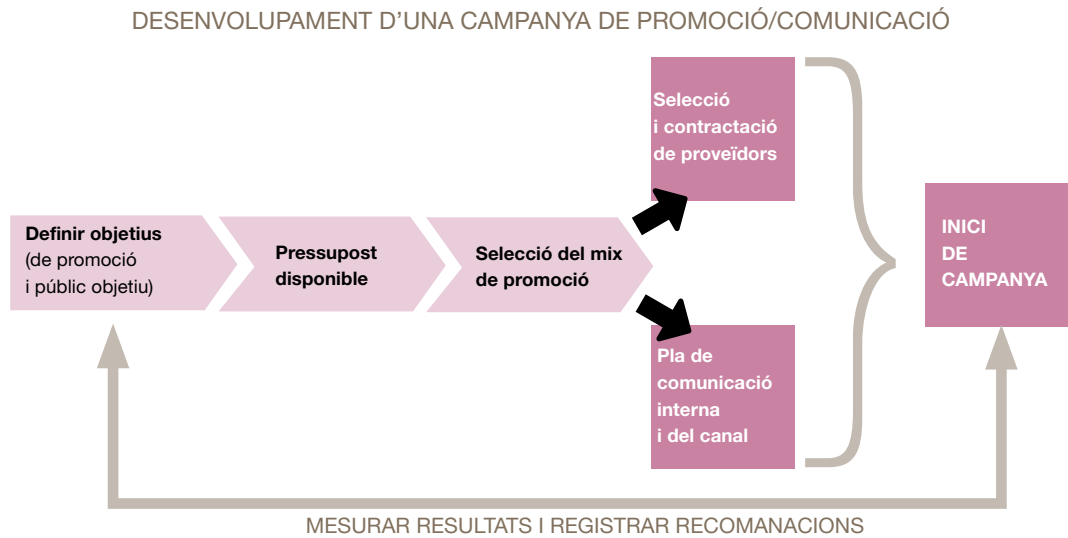 DESENVOLUPAMENT D’UNA CAMPANYA DE PROMOCIÓ/COMUNICACIÓ
Definir objetius
(de promoció
i públic objetiu)
Pressupost
disponible
Selecció del mix
de promoció
Selecció
i contractació
de proveïdors
Pla de
comunicació
interna
i del canal
INICI
DE
CAMPANYA
MESURAR RESULTATS I REGISTRAR RECOMANACIONS